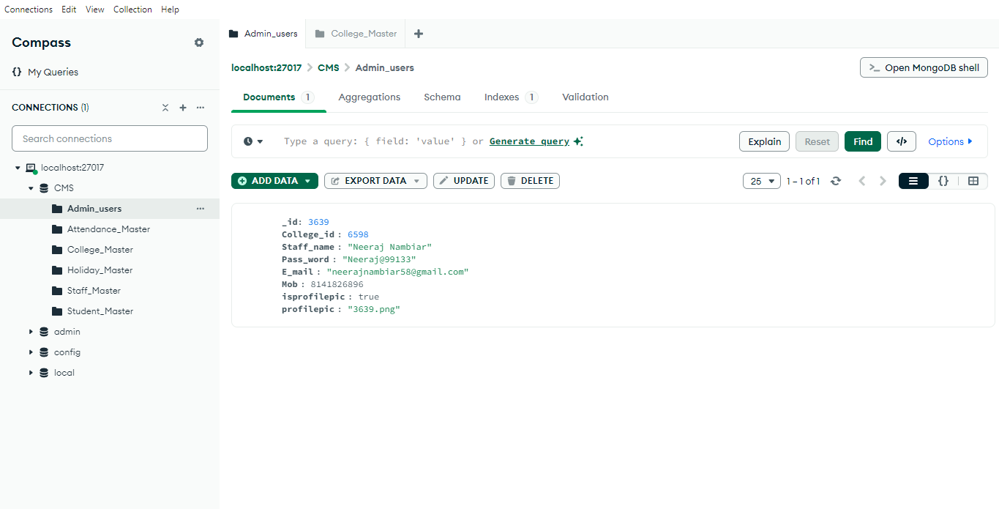 Connections Edit View Collection Help
Compass
{} My Queries
CONNECTIONS (1)
Search connections
localhost:27017
CMS
Admin_users
Attendance_Master
College_Master
Holiday_Master
Staff_Master
Student_Master
admin
config
local
Admin_users College_Master
localhost:27017 > CMS > Admin_users
>_ Open MongoDB shell
Documents 1 Aggregations Schema Indexes 1 Validation
Type a query: { field: 'value' } or Generate query
Explain Reset Find </> Options
ADD DATA EXPORT DATA UPDATE DELETE
25 1 – 1 of 1 {}
_id: 3639
College_id : 6598
Staff_name : "Neeraj Nambiar"
Pass_word : "Neeraj@99133"
E_mail : "neerajnambiar58@gmail.com"
Mob : 8141826896
isprofilepic : true
profilepic : "3639.png"